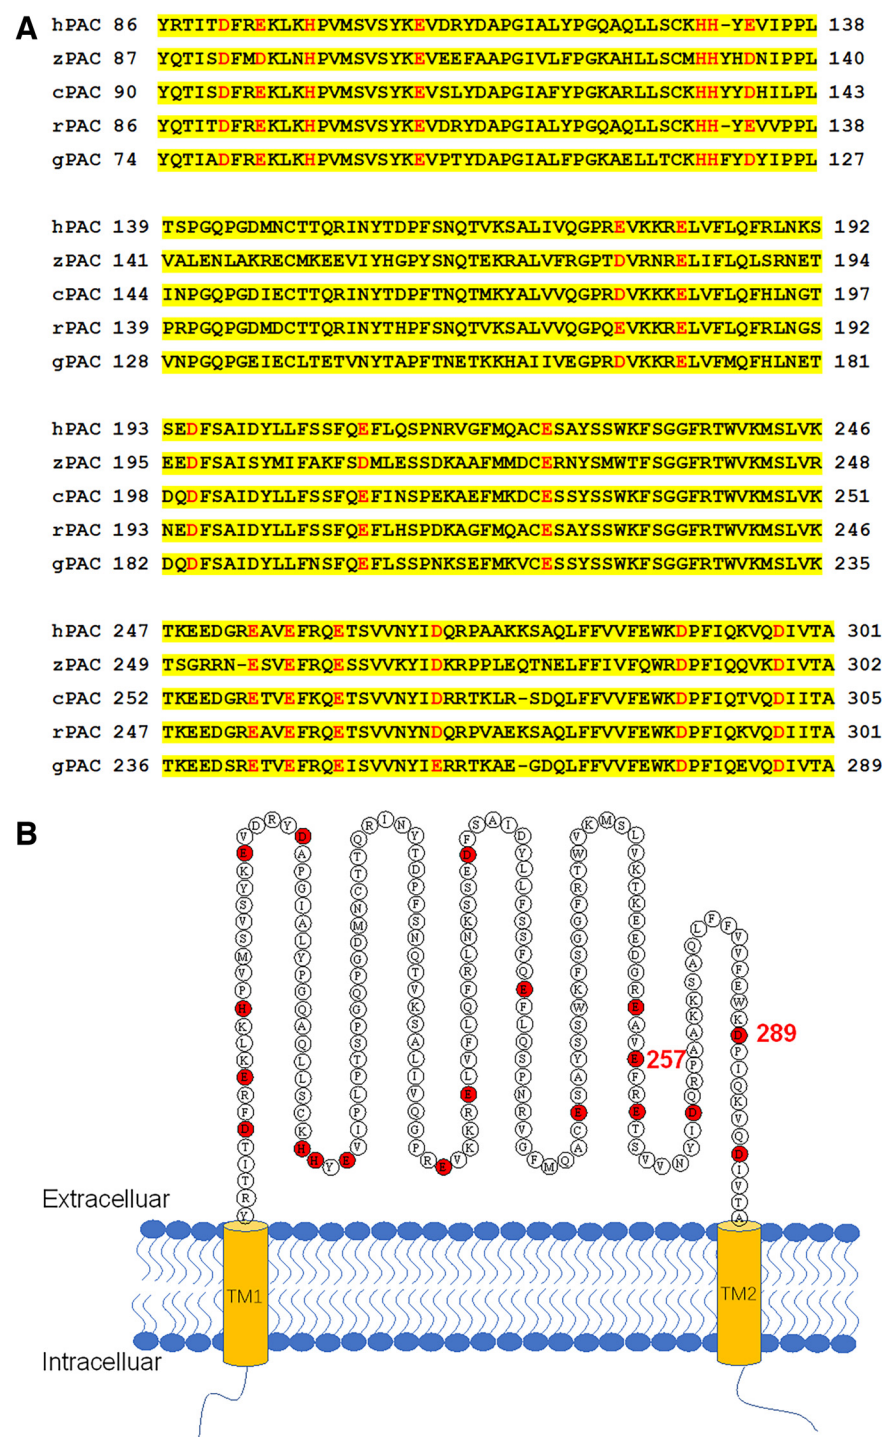 A
hPAC 86 YRTITDFREKLKHPVMSVSYKEVDRYDAPGIALYPGQAQLLSCKHH-YEVIPPL 138
zPAC 87 YQTISDFMDKLNHPVMSVSYKEVEEFAAPGIVLFPGKAHLLSCMHHYHDNIPPL 140
cPAC 90 YQTISDFREKLKHPVMSVSYKEVSLYDAPGIAFYPGKARLLSCKHHYYDHILPL 143
rPAC 86 YQTITDFREKLKHPVMSVSYKEVDRYDAPGIALYPGQAQLLSCKHH-YEVVPPL 138
gPAC 74 YQTIADFREKLKHPVMSVSYKEVPTYDAPGIALFPGKAELLTCKHHFYDYIPPL 127
hPAC 139 TSPGQPGDMNCTTQRINYTDPFSNQTVKSALIVQGPREVKKRELVFLQFRLNKS 192
zPAC 141 VALENLAKRECMKEEVIYHGPYSNQTEKRALVFRGPTDVRNRELIFLQLSRNET 194
cPAC 144 INPGQPGDIECTTQRINYTDPFTNQTMKYALVVQGPRDVKKKELVFLQFHLNGT 197
rPAC 139 PRPGQPGDMDCTTQRINYTHPFSNQTVKSALVVQGPQEVKKRELVFLQFRLNGS 192
gPAC 128 VNPGQPGEIECLTETVNYTAPFTNETKKHAIIVEGPRDVKKRELVFMQFHLNET 181
hPAC 193 SEDFSAIDYLLFSSFQEFLQSPNRVGFMQACESAYSSWKFSGGFRTWVKMSLVK 246
zPAC 195 EEDFSAISYMIFAKFSDMLESSDKAAFMMDCERNYSMWTFSGGFRTWVKMSLVR 248
cPAC 198 DQDFSAIDYLLFSSFQEFINSPEKAEFMKDCESSYSSWKFSGGFRTWVKMSLVK 251
rPAC 193 NEDFSAIDYLLFSSFQEFLHSPDKAGFMQACESAYSSWKFSGGFRTWVKMSLVK 246
gPAC 182 DQDFSAIDYLLFNSFQEFLSSPNKSEFMKVCESSYSSWKFSGGFRTWVKMSLVK 235
hPAC 247 TKEEDGREAVEFRQETSVVNYIDQRPAAKKSAQLFFVVFEWKDPFIQKVQDIVTA 301
zPAC 249 TSGRRN-ESVEFRQESSVVKYIDKRPPLEQTNELFFIVFQWRDPFIQQVKDIVTA 302
cPAC 252 TKEEDGRETVEFKQETSVVNYIDRRTKLR-SDQLFFVVFEWKDPFIQTVQDIITA 305
rPAC 247 TKEEDGREAVEFRQETSVVNYNDQRPVAEKSAQLFFVVFEWKDPFIQKVQDIITA 301
gPAC 236 TKEEDSRETVEFRQEISVVNYIERRTKAE-GDQLFFVVFEWKDPFIQEVQDIVTA 289
B
YRTITDFREKLKHPVMSVSYKEVDRYDAPGIALYPGQAQLLSCKHHYEVIPLPTSPGQPGDMNCTTQRINYTDPFSNQTVKSALIVQGPREVKKRELVFLQFRLNKSSEDFSAIDYLLFSSFQEFLQSPNRVGFMQACESAYSSWKFSGGFRTWVKMSLVKTKEEDGREAVEFRETSVVNYIDQRPAAKKSAQLFFVVFEWKDPIQKVQDIVTA
289
257
Extracelluar
TM1
TM2
Intracelluar